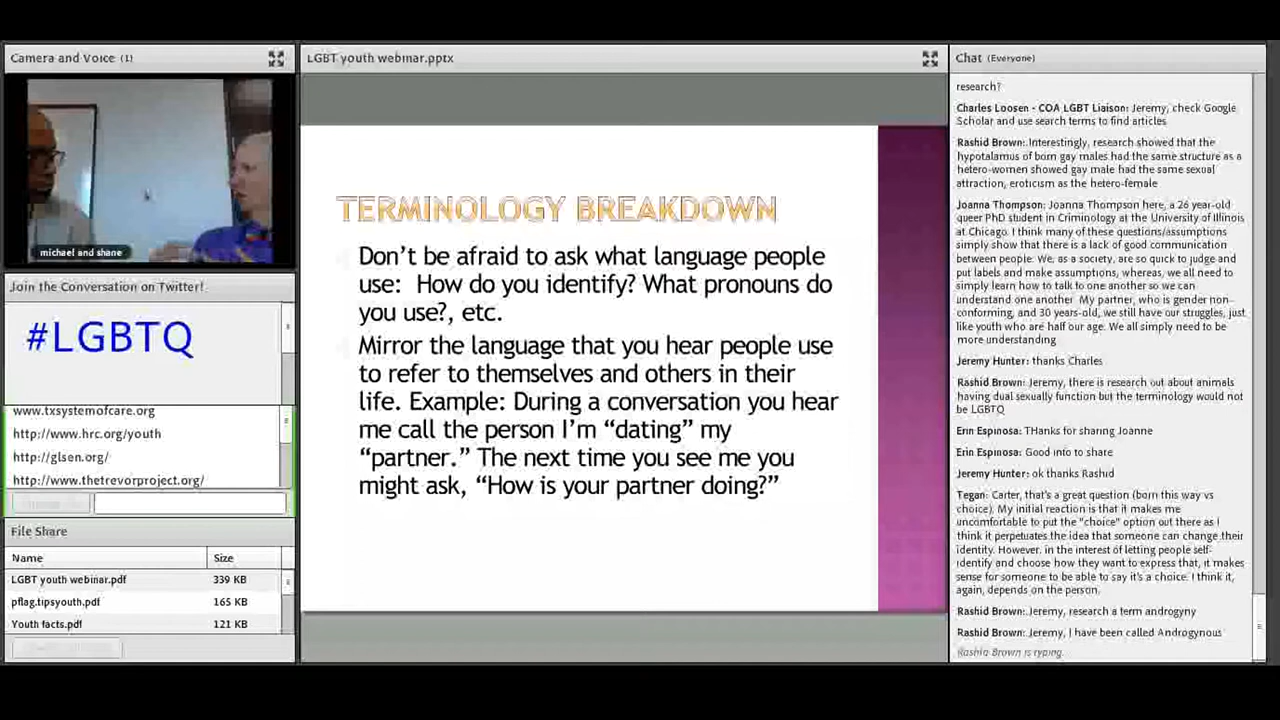 Camera and Voice (1)
michael and shane
Join the Conversation on Twitter!
#LGBTQ
www.txsystemofcare.org
http://www.hrc.org/youth
http://glsen.org/
http://www.thetrevorproject.org/
File Share
Name Size
LGBT youth webinar.pdf 339 KB
pflag.tipsyouth.pdf 165 KB
Youth facts.pdf 121 KB
LGBT youth webinar.pptx
TERMINOLOGY BREAKDOWN
Don't be afraid to ask what language people
use: How do you identify? What pronouns do
you use?, etc.
Mirror the language that you hear people use
to refer to themselves and others in their
life. Example: During a conversation you hear
me call the person I'm “dating” my
“partner.” The next time you see me you
might ask, “How is your partner doing?”
Chat (Everyone)
research?
Charles Loosen - COA LGBT Liaison: Jeremy, check Google
Scholar and use search terms to find articles
Rashid Brown: Interestingly, research showed that the
hypotalamus of born gay males had the same structure as a
hetero-women showed gay male had the same sexual
attraction, eroticism as the hetero-female
Joanna Thompson: Joanna Thompson here, a 26 year-old
queer PhD student in Criminology at the University of Illinois
at Chicago. I think many of these questions/assumptions
simply show that there is a lack of good communication
between people. We, as a society, are so quick to judge and
put labels and make assumptions, whereas, we all need to
simply learn how to talk to one another so we can
understand one another. My partner, who is gender non-
conforming, and 30 years-old, we still have our struggles, just
like youth who are half our age. We all simply need to be
more understanding
Jeremy Hunter: thanks Charles
Rashid Brown: Jeremy, there is research out about animals
having dual sexually function but the terminology would not
be LGBTQ
Erin Espinosa: THanks for sharing Joanne
Erin Espinosa: Good info to share
Jeremy Hunter: ok thanks Rashid
Tegan: Carter, that's a great question (born this way vs
choice). My initial reaction is that it makes me
uncomfortable to put the "choice" option out there as I
think it perpetuates the idea that someone can change their
identity. However, in the interest of letting people self-
identify and choose how they want to express that, it makes
sense for someone to be able to say it's a choice. I think it,
again, depends on the person.
Rashid Brown: Jeremy, research a term androgyny
Rashid Brown: Jeremy, I have been called Androgynous
Rashid Brown is typing.